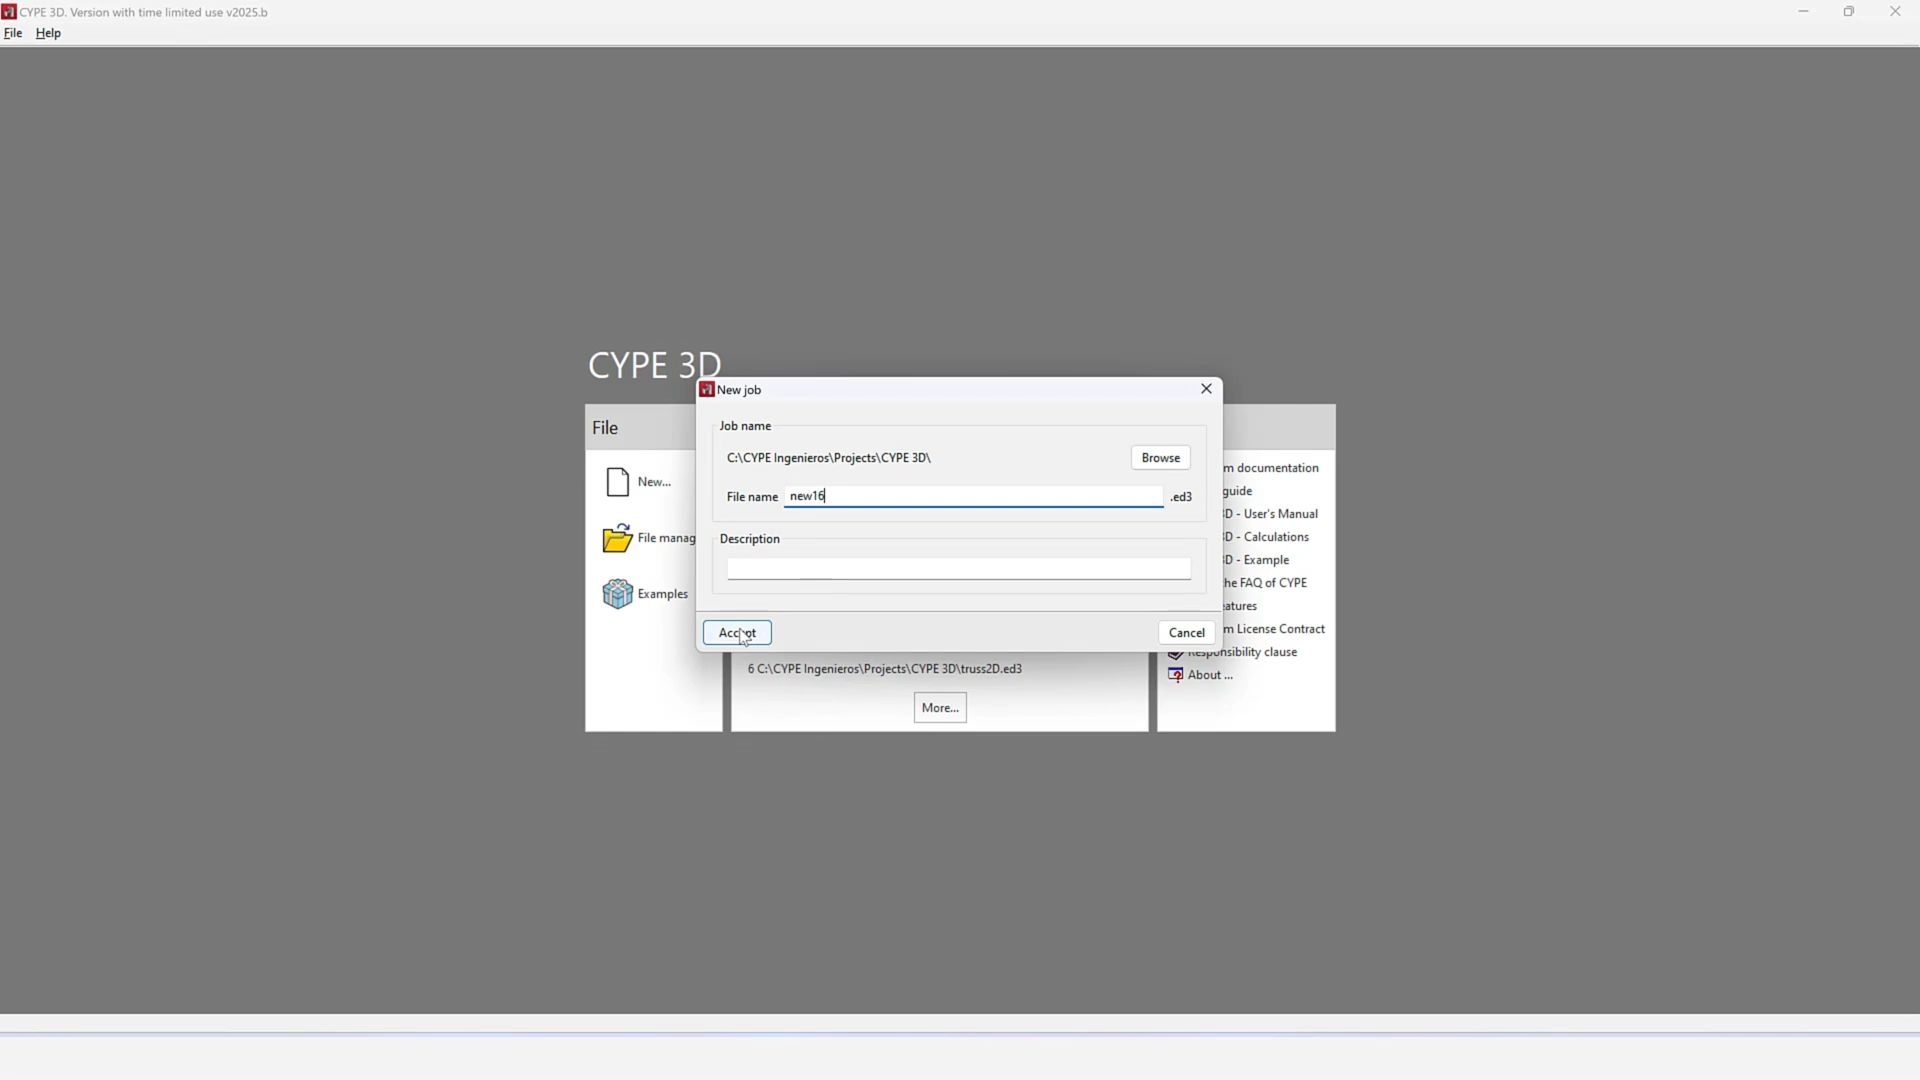 CYPE 3D. Version with time limited use v2025.b
File Help
CYPE 3D
New job
File
Job name
C:\CYPE Ingenieros\Projects\CYPE 3D\
Browse
m documentation
New...
guide
File name new16 .ed3
D - User's Manual
File manag
Description
D - Calculations
D - Example
he FAQ of CYPE
Examples
atures
Accept
Cancel
m License Contract
Responsibility clause
6 C:\CYPE Ingenieros\Projects\CYPE 3D\truss2D.ed3
About ...
More...